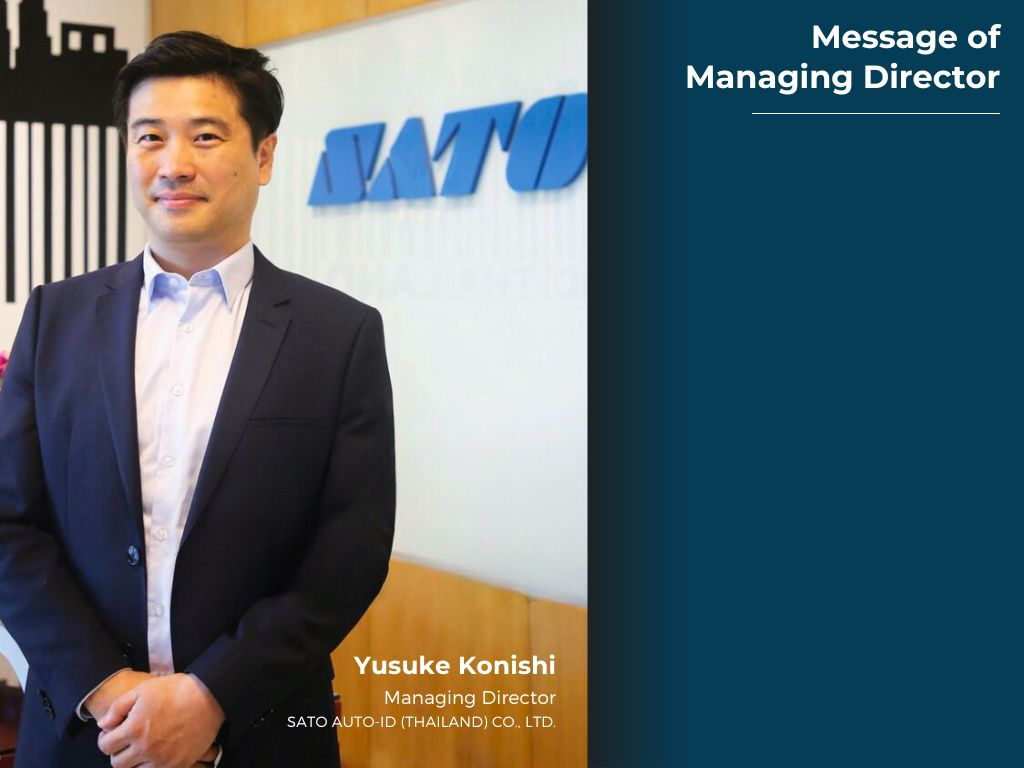 Message of
Managing Director
SATO
Yusuke Konishi
Managing Director
SATO AUTO-ID (THAILAND) CO., LTD.